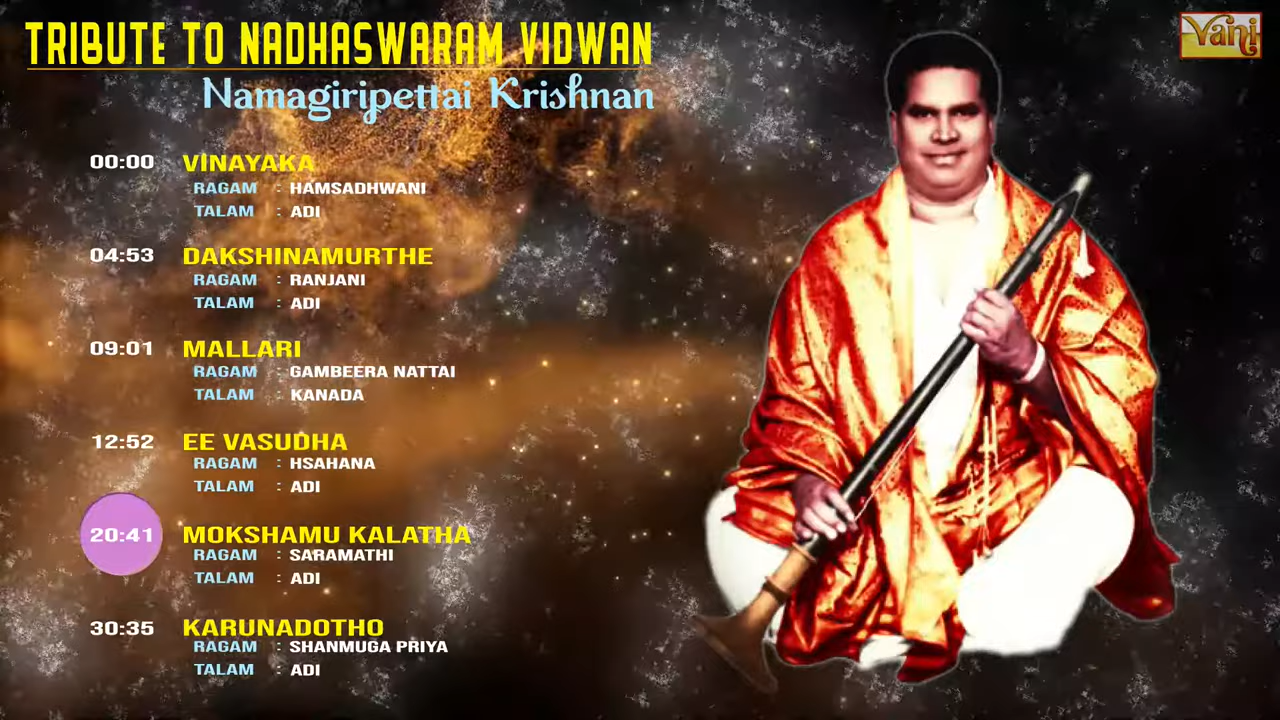 TRIBUTE TO NADHASWARAM VIDWAN
Namagiripettai Krishnan
Vani
00:00 VINAYAKA
RAGAM : HAMSADHWANI
TALAM : ADI
04:53 DAKSHINAMURTHE
RAGAM : RANJANI
TALAM : ADI
09:01 MALLARI
RAGAM : GAMBEERA NATTAI
TALAM : KANADA
12:52 EE VASUDHA
RAGAM : HSAHANA
TALAM : ADI
20:41 MOKSHAMU KALATHA
RAGAM : SARAMATHI
TALAM : ADI
30:35 KARUNADOTHO
RAGAM : SHANMUGA PRIYA
TALAM : ADI